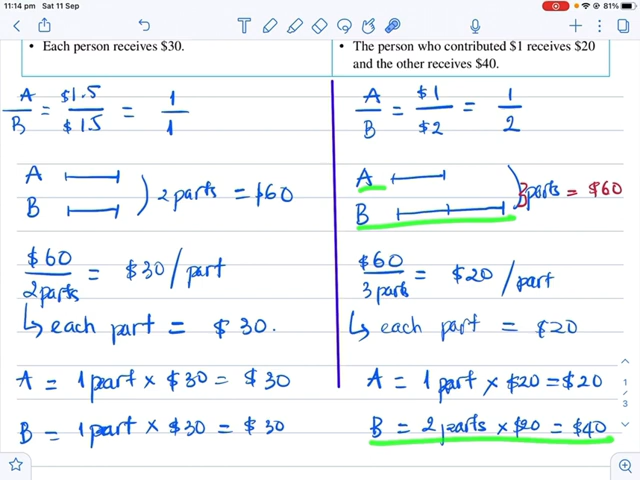 11:14 pm Sat 11 Sep
81%
• Each person receives $30.
• The person who contributed $1 receives $20
and the other receives $40.
A/B = $1.5/$1.5 = 1/1
A
B
2 parts = $60
$60/2 parts = $30/part
↳ each part = $30.
A = 1 part × $30 = $30
B = 1 part × $30 = $30
A/B = $1/$2 = 1/2
A
B
3 parts = $60
$60/3 parts = $20/part
↳ each part = $20
A = 1 part × $20 = $20
B = 2 parts × $20 = $40
1/3